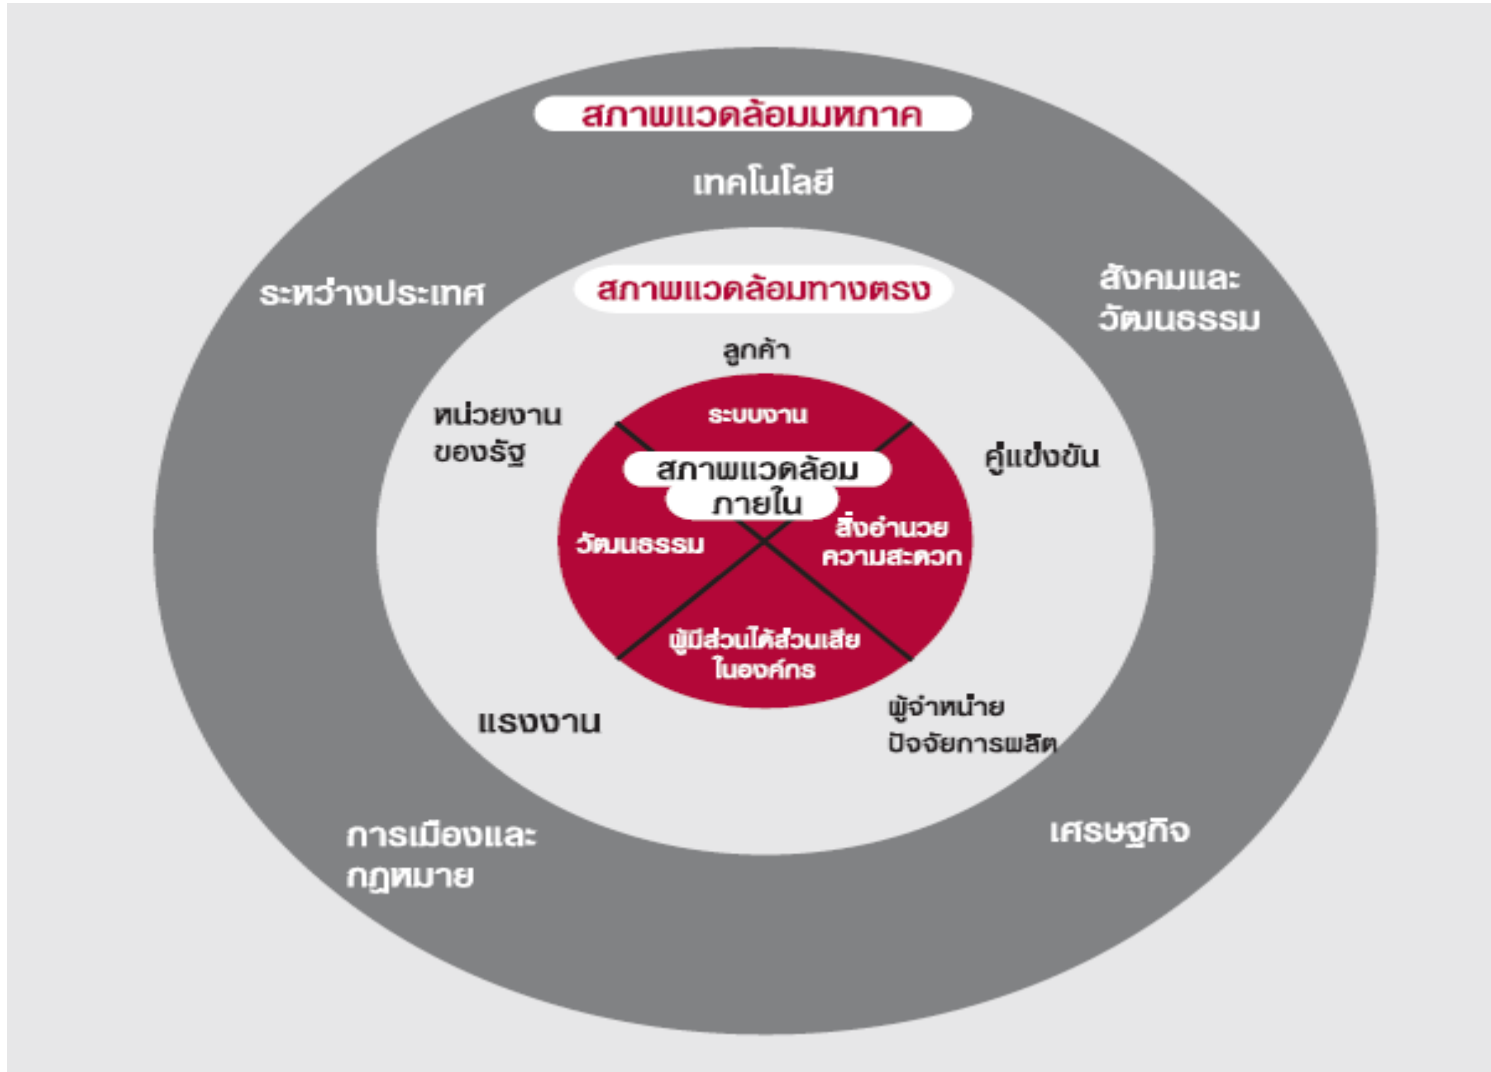 สภาพแวดล้อมมหภาค
เทคโนโลยี
ระหว่างประเทศ
สังคมและ
วัฒนธรรม
สภาพแวดล้อมทางตรง
ลูกค้า
หน่วยงาน
ของรัฐ
คู่แข่งขัน
ระบบงาน
สภาพแวดล้อม
ภายใน
วัฒนธรรม
สิ่งอำนวย
ความสะดวก
ผู้มีส่วนได้ส่วนเสีย
ในองค์กร
แรงงาน
ผู้จำหน่าย
ปัจจัยการผลิต
การเมืองและ
กฎหมาย
เศรษฐกิจ